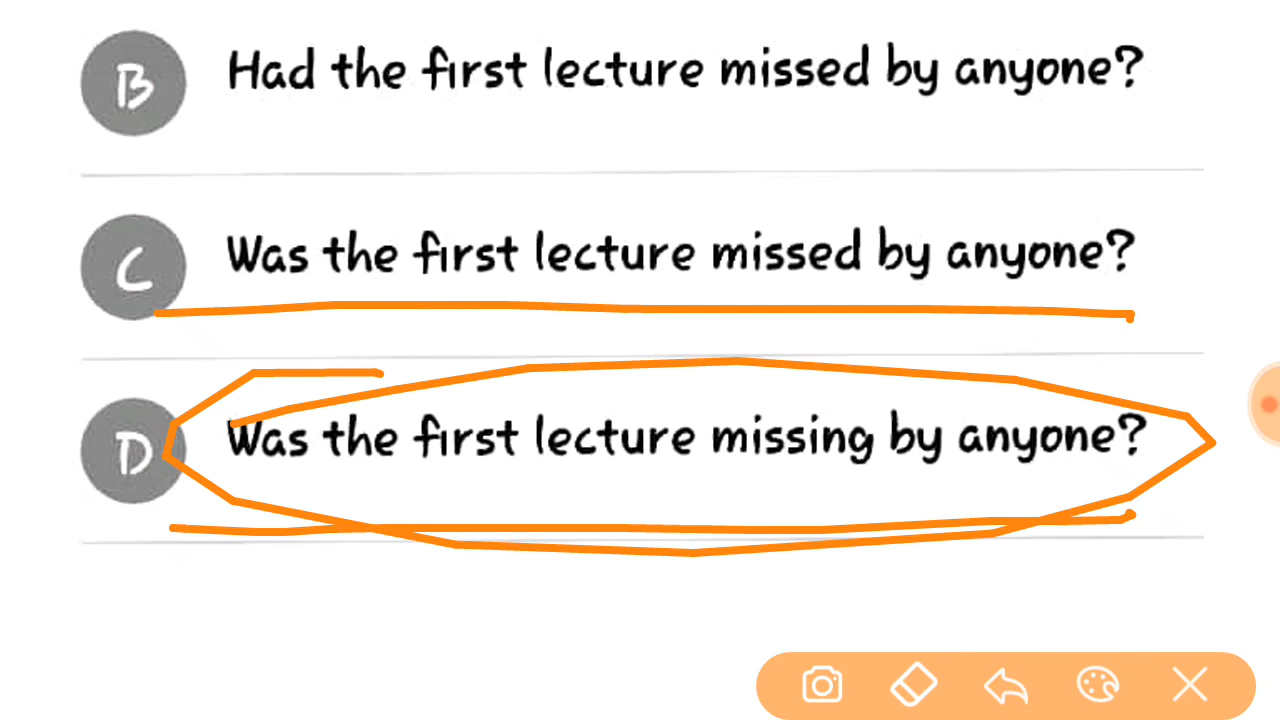 B Had the first lecture missed by anyone?
C Was the first lecture missed by anyone?
D Was the first lecture missing by anyone?